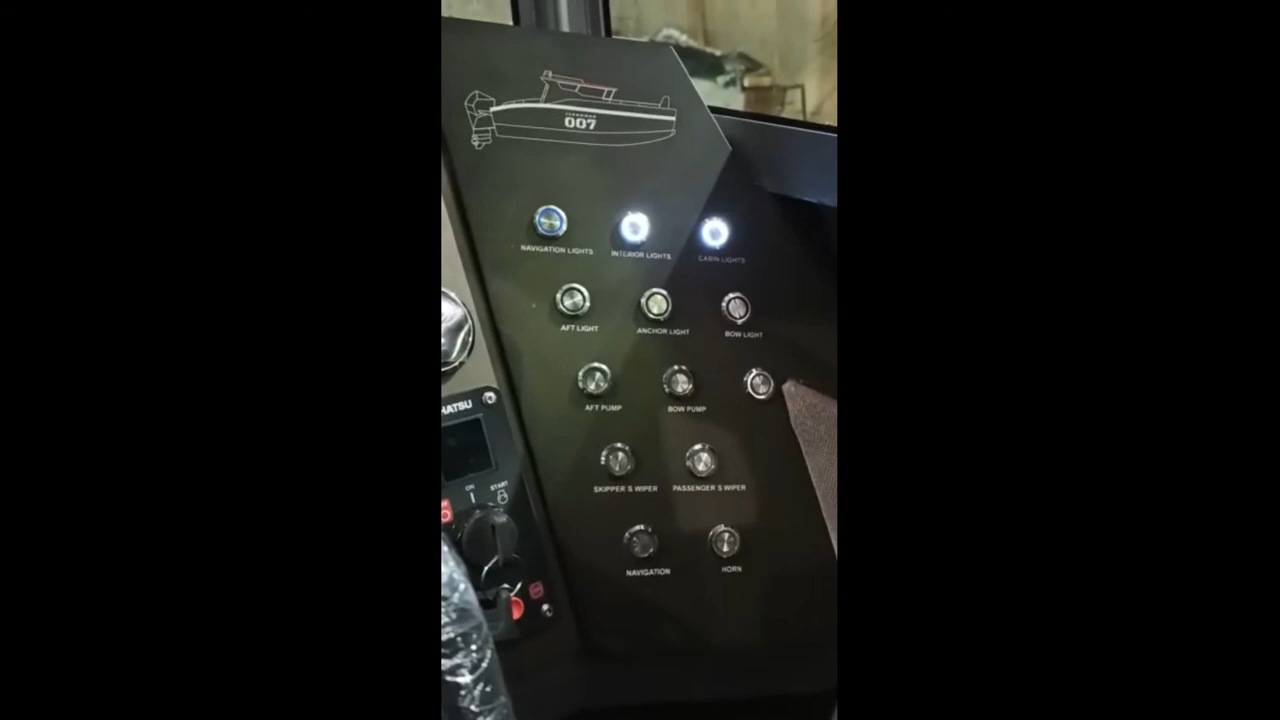 007
NAVIGATION LIGHTS
INTERIOR LIGHTS
CABIN LIGHTS
AFT LIGHT
ANCHOR LIGHT
BOW LIGHT
AFT PUMP
BOW PUMP
HATSU
ON
START
SKIPPER'S WIPER
PASSENGER'S WIPER
NAVIGATION
HORN